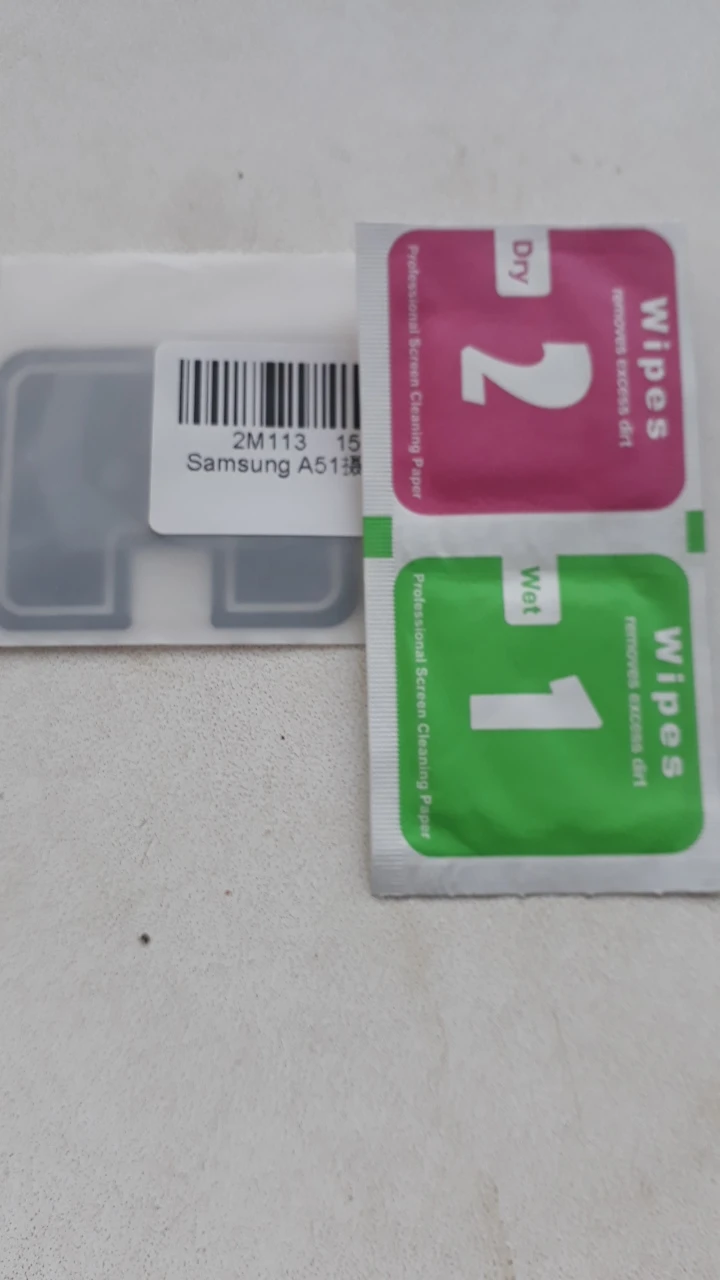 2M113 15
Samsung A51摄
Dry
2
Wipes
removes excess dirt
Professional Screen Cleaning Paper
Wet
1
Wipes
removes excess dirt
Professional Screen Cleaning Paper